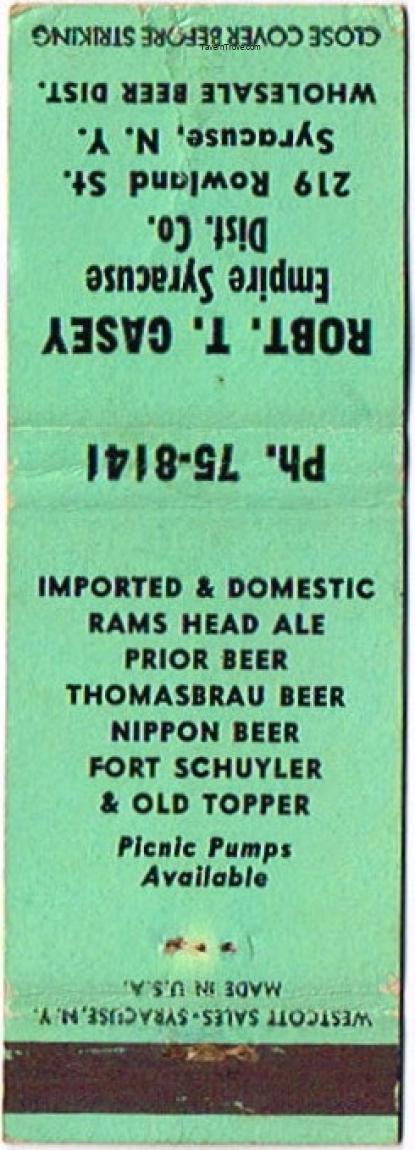 CLOSE COVER BEFORE STRIKING
TavernTrove.com
WHOLESALE BEER DIST.
Syracuse, N. Y.
219 Rowland St.
Dist. Co.
Empire Syracuse
ROBT. T. CASEY
Ph. 75-8141
IMPORTED & DOMESTIC
RAMS HEAD ALE
PRIOR BEER
THOMASBRAU BEER
NIPPON BEER
FORT SCHUYLER
& OLD TOPPER
Picnic Pumps
Available
MADE IN U.S.A.
WESTCOTT SALES-SYRACUSE, N. Y.